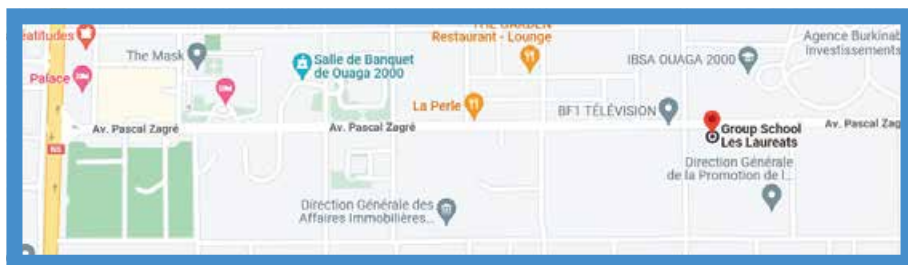 THE GARDEN
Restaurant - Lounge
The Mask
Salle de Banquet
de Ouaga 2000
IBSA OUAGA 2000
Agence Burkinab
Investissements
Palace
La Perle
BF1 TÉLÉVISION
Av. Pascal Zagré
Av. Pascal Zagré
Group School
Les Laureats
Av. Pascal Zag
N5
Direction Générale
de la Promotion de l...
Direction Générale des
Affaires Immobilières...